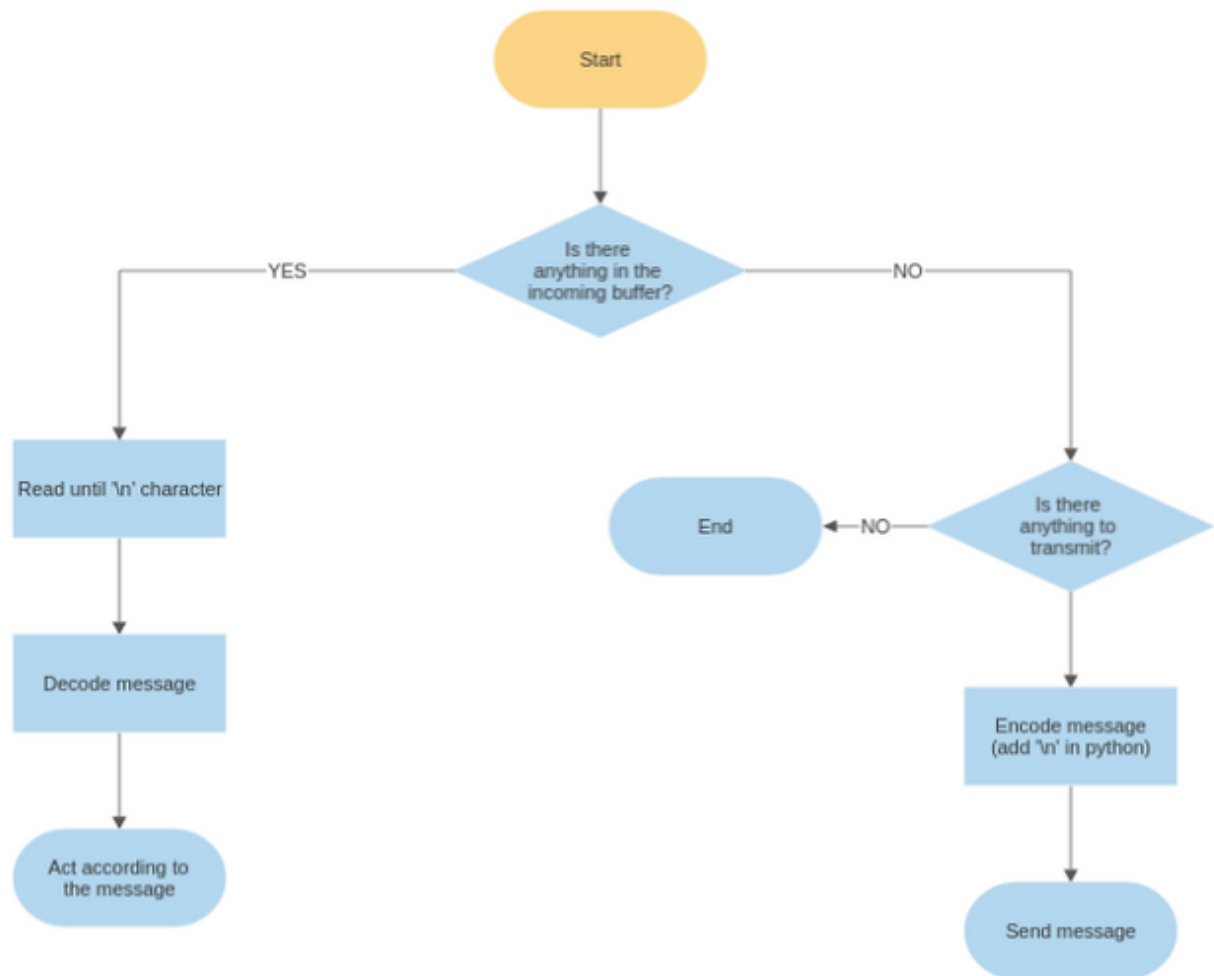 Start
Is there
anything in the
incoming buffer?
YES
NO
Read until '\n' character
Decode message
Act according to
the message
Is there
anything to
transmit?
NO
End
Encode message
(add '\n' in python)
Send message